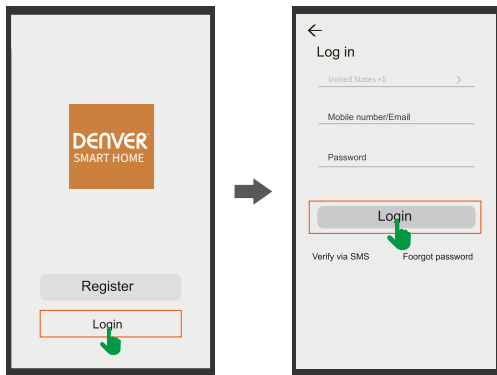 DENVER
SMART HOME
Register
Login
Log in
United States +1
Mobile number/Email
Password
Login
Verify via SMS
Foorgot password